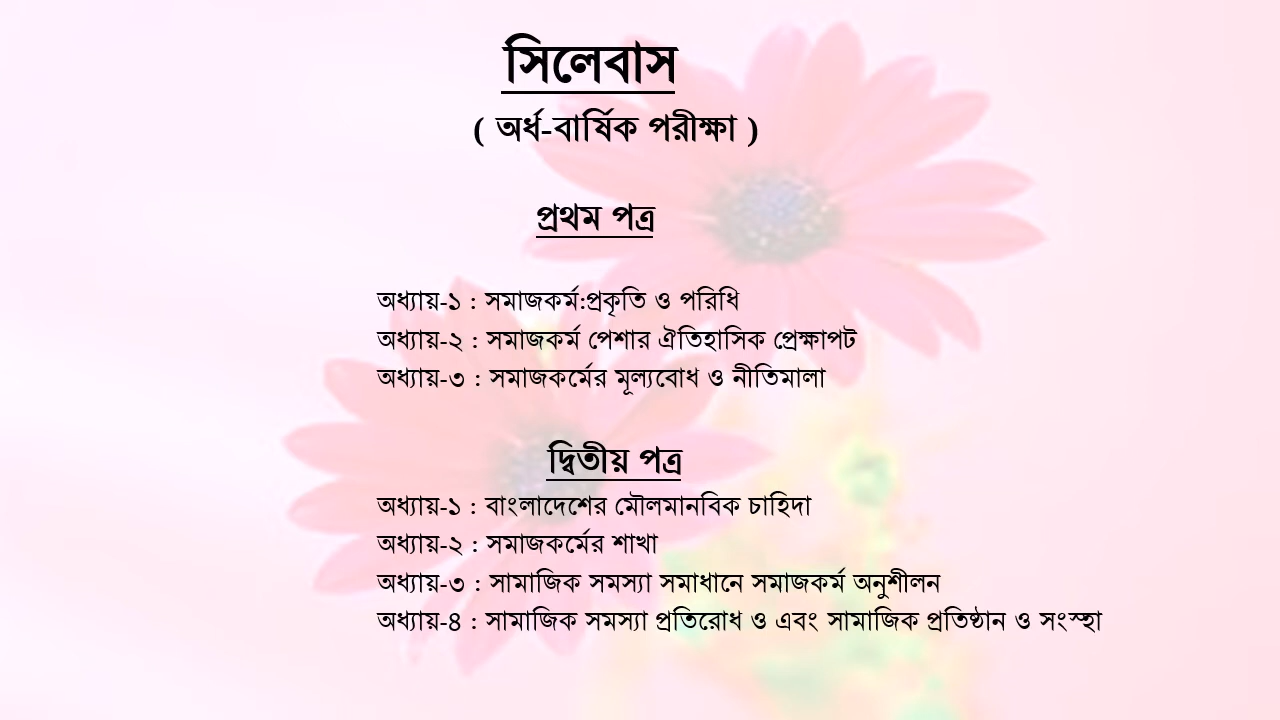 সিলেবাস
( অর্ধ-বার্ষিক পরীক্ষা )
প্রথম পত্র
অধ্যায়-১ : সমাজকর্ম:প্রকৃতি ও পরিধি
অধ্যায়-২ : সমাজকর্ম পেশার ঐতিহাসিক প্রেক্ষাপট
অধ্যায়-৩ : সমাজকর্মের মূল্যবোধ ও নীতিমালা
দ্বিতীয় পত্র
অধ্যায়-১ : বাংলাদেশের মৌলমানবিক চাহিদা
অধ্যায়-২ : সমাজকর্মের শাখা
অধ্যায়-৩ : সামাজিক সমস্যা সমাধানে সমাজকর্ম অনুশীলন
অধ্যায়-৪ : সামাজিক সমস্যা প্রতিরোধ ও এবং সামাজিক প্রতিষ্ঠান ও সংস্হা